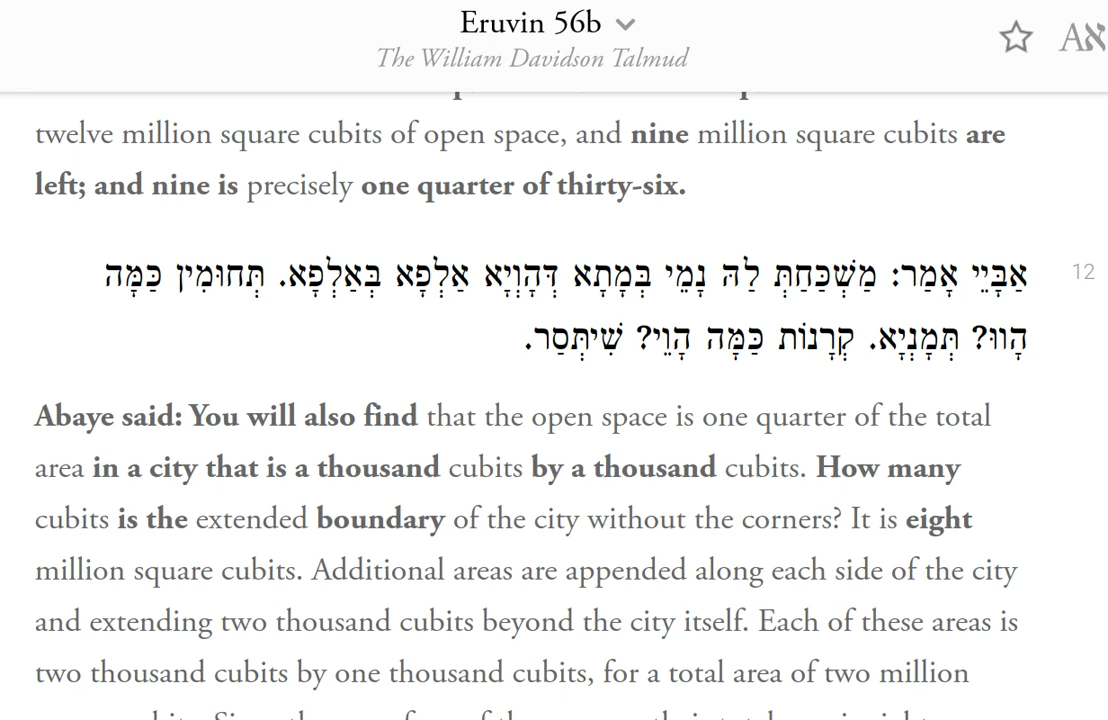 Eruvin 56b
The William Davidson Talmud
Aא
twelve million square cubits of open space, and nine million square cubits are
left; and nine is precisely one quarter of thirty-six.
12
אַבָּיֵי אָמַר: מַשְׁכַּחַתְּ לַהּ נָמֵי בְּמָתָא דְּהָוְיָא אַלְפָא בְּאַלְפָא. תְּחוּמִין כַּמָּה
הָווּ? תְּמָנְיָא. קְרָנוֹת כַּמָּה הָוֵי? שִׁיתְּסַר.
Abaye said: You will also find that the open space is one quarter of the total
area in a city that is a thousand cubits by a thousand cubits. How many
cubits is the extended boundary of the city without the corners? It is eight
million square cubits. Additional areas are appended along each side of the city
and extending two thousand cubits beyond the city itself. Each of these areas is
two thousand cubits by one thousand cubits, for a total area of two million